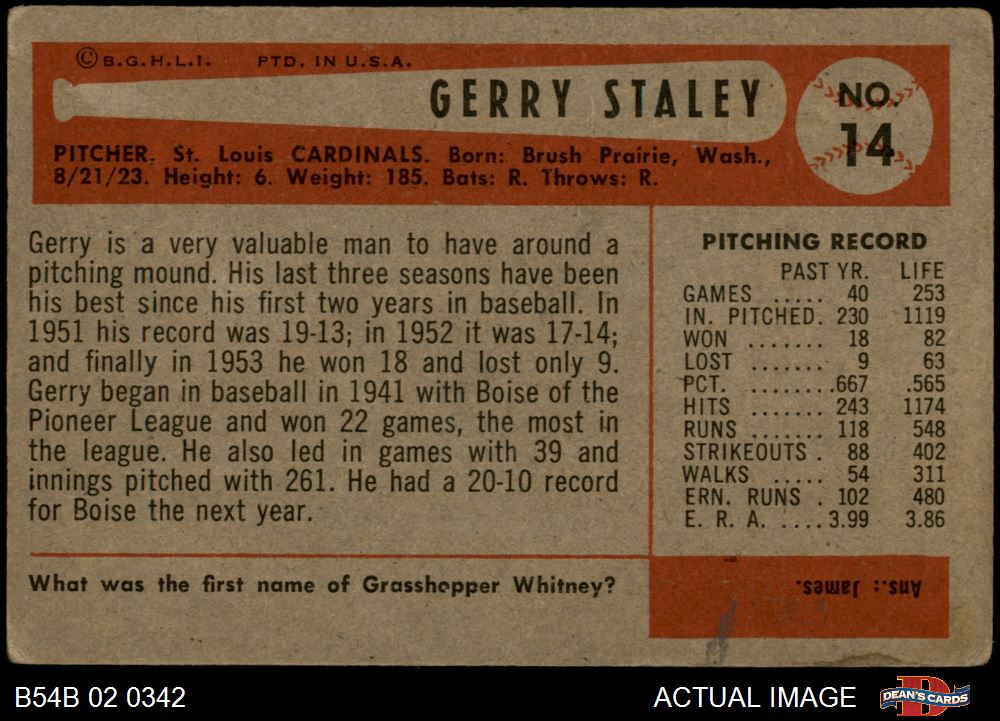 © B.G.H.L.I. PTD. IN U.S.A.
GERRY STALEY
NO.
14
PITCHER, St. Louis CARDINALS. Born: Brush Prairie, Wash.,
8/21/23. Height: 6. Weight: 185. Bats: R. Throws: R.
Gerry is a very valuable man to have around a
pitching mound. His last three seasons have been
his best since his first two years in baseball. In
1951 his record was 19-13; in 1952 it was 17-14;
and finally in 1953 he won 18 and lost only 9.
Gerry began in baseball in 1941 with Boise of the
Pioneer League and won 22 games, the most in
the league. He also led in games with 39 and
innings pitched with 261. He had a 20-10 record
for Boise the next year.
What was the first name of Grasshopper Whitney?
PITCHING RECORD
PAST YR. LIFE
GAMES ..... 40 253
IN. PITCHED. 230 1119
WON ....... 18 82
LOST ....... 9 63
PCT. ....... .667 .565
HITS ....... 243 1174
RUNS ....... 118 548
STRIKEOUTS . 88 402
WALKS ..... 54 311
ERN. RUNS . 102 480
E. R. A. .... 3.99 3.86
Ans.: James.
B54B 02 0342
ACTUAL IMAGE
D
DEAN'S CARDS